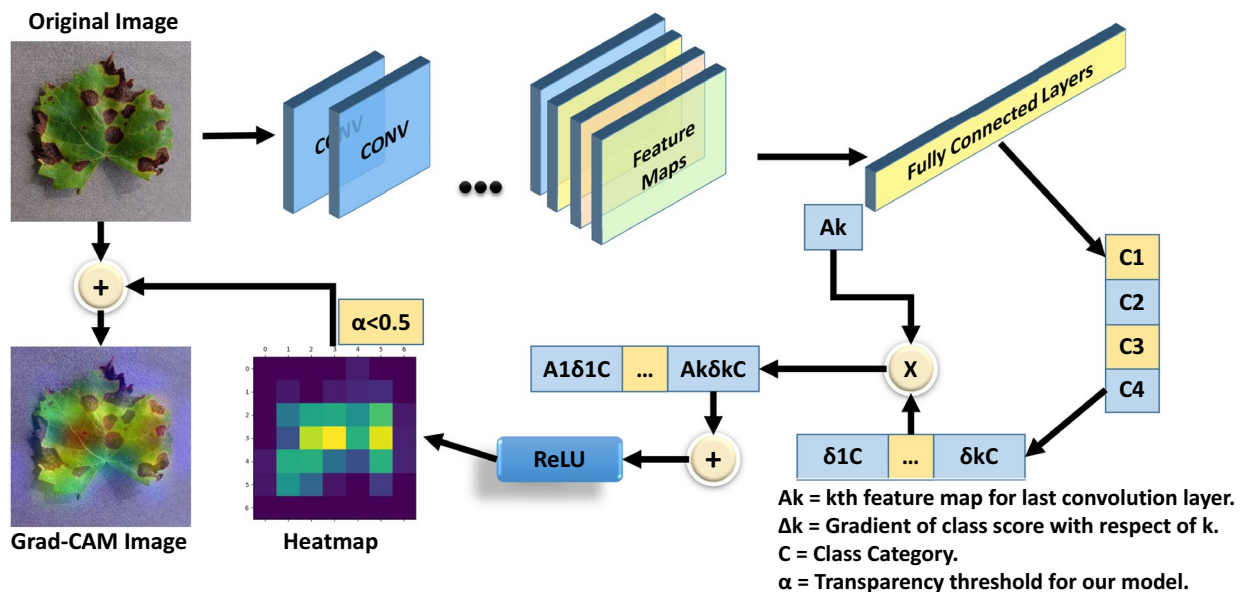 Original Image
CONV
CONV
Feature
Maps
Fully Connected Layers
Ak
C1
C2
C3
C4
+
α<0.5
A1δ1C ... AkδkC
X
δ1C ... δkC
+
ReLU
0 1 2 3 4 5 6
0
1
2
3
4
5
6
Grad-CAM Image
Heatmap
Ak = kth feature map for last convolution layer.
Δk = Gradient of class score with respect of k.
C = Class Category.
α = Transparency threshold for our model.